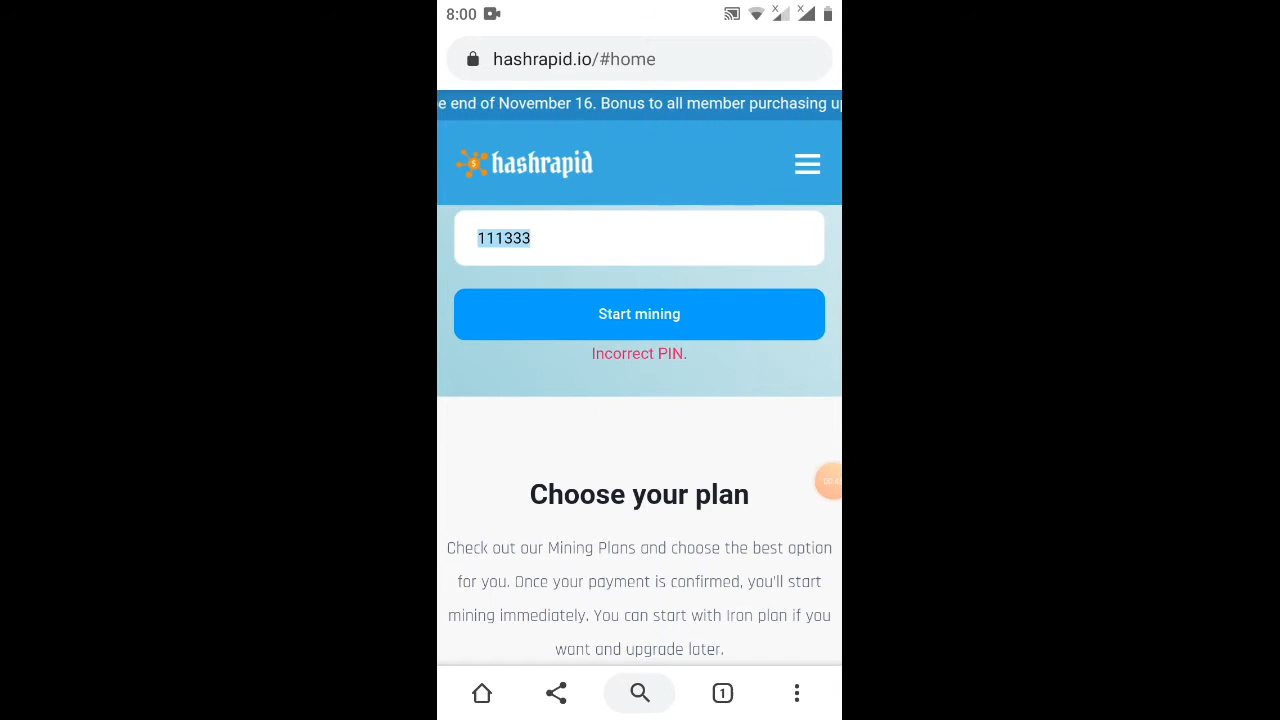 8:00
hashrapid.io/#home
e end of November 16. Bonus to all member purchasing u
hashrapid
111333
Start mining
Incorrect PIN.
Choose your plan
Check out our Mining Plans and choose the best option
for you. Once your payment is confirmed, you'll start
mining immediately. You can start with Iron plan if you
want and upgrade later.
1